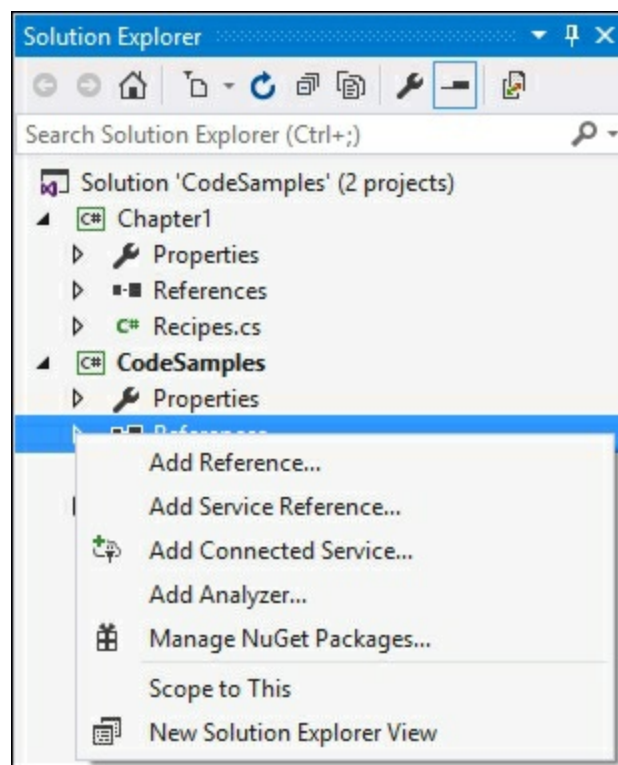 Solution Explorer
Search Solution Explorer (Ctrl+;)
Solution 'CodeSamples' (2 projects)
C# Chapter1
Properties
References
C# Recipes.cs
C# CodeSamples
Properties
References
Add Reference...
Add Service Reference...
Add Connected Service...
Add Analyzer...
Manage NuGet Packages...
Scope to This
New Solution Explorer View